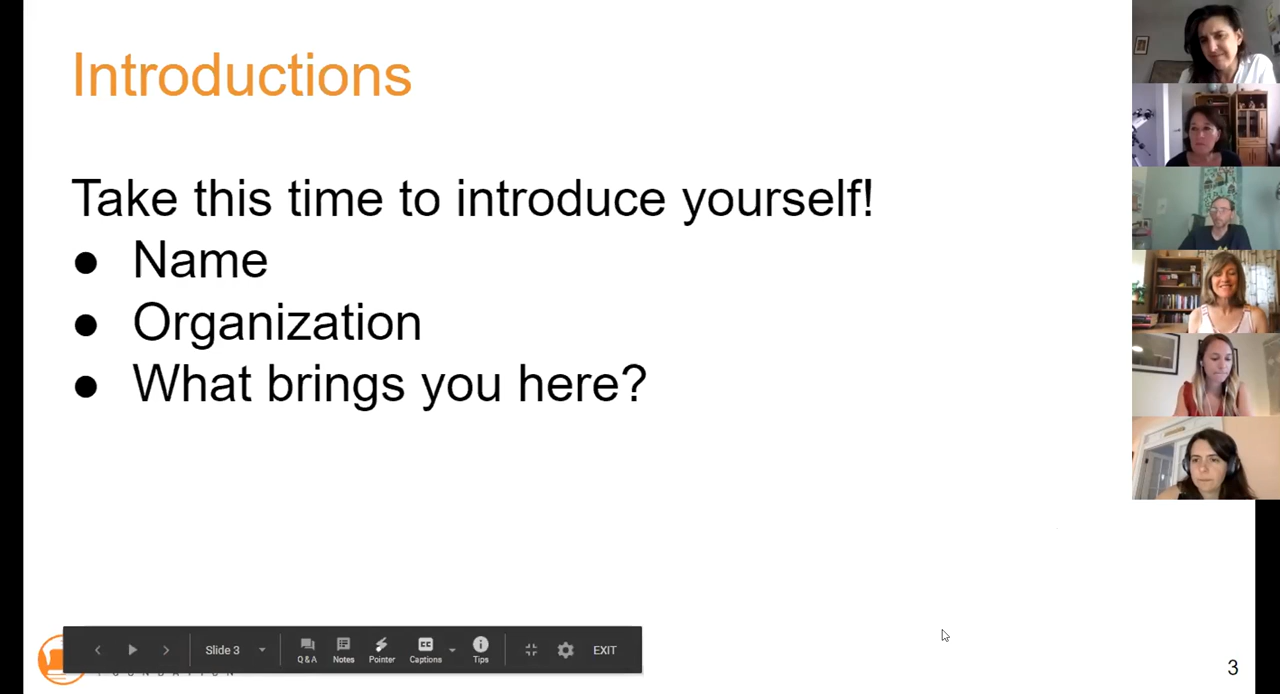 Introductions
Take this time to introduce yourself!
● Name
● Organization
● What brings you here?
Slide 3
Q & A
Notes
Pointer
CC
Captions
Tips
EXIT
3